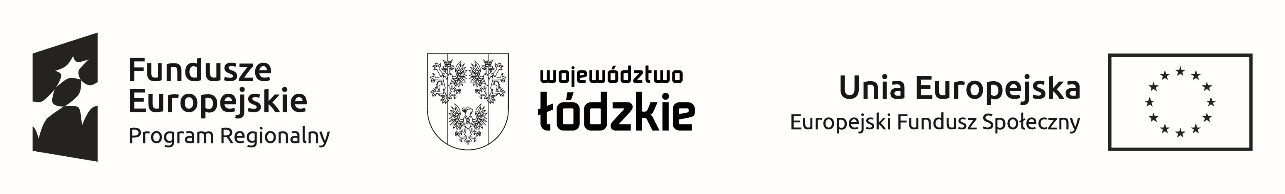 Fundusze
Europejskie
Program Regionalny
województwo
łódzkie
Unia Europejska
Europejski Fundusz Społeczny